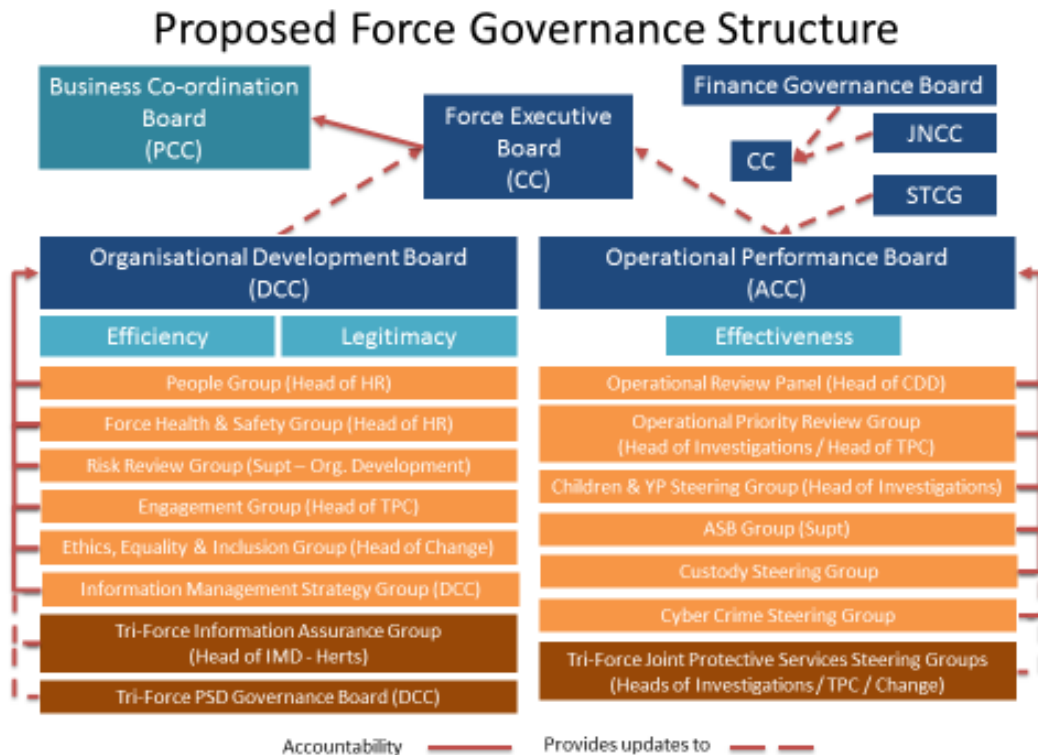 Proposed Force Governance Structure
Business Co-ordination
Board
(PCC)
Force Executive
Board
(CC)
Finance Governance Board
JNCC
CC
STCG
Organisational Development Board
(DCC)
Efficiency
Legitimacy
People Group (Head of HR)
Force Health & Safety Group (Head of HR)
Risk Review Group (Supt – Org. Development)
Engagement Group (Head of TPC)
Ethics, Equality & Inclusion Group (Head of Change)
Information Management Strategy Group (DCC)
Tri-Force Information Assurance Group
(Head of IMD - Herts)
Tri-Force PSD Governance Board (DCC)
Operational Performance Board
(ACC)
Effectiveness
Operational Review Panel (Head of CDD)
Operational Priority Review Group
(Head of Investigations / Head of TPC)
Children & YP Steering Group (Head of Investigations)
ASB Group (Supt)
Custody Steering Group
Cyber Crime Steering Group
Tri-Force Joint Protective Services Steering Groups
(Heads of Investigations / TPC / Change)
Accountability
Provides updates to